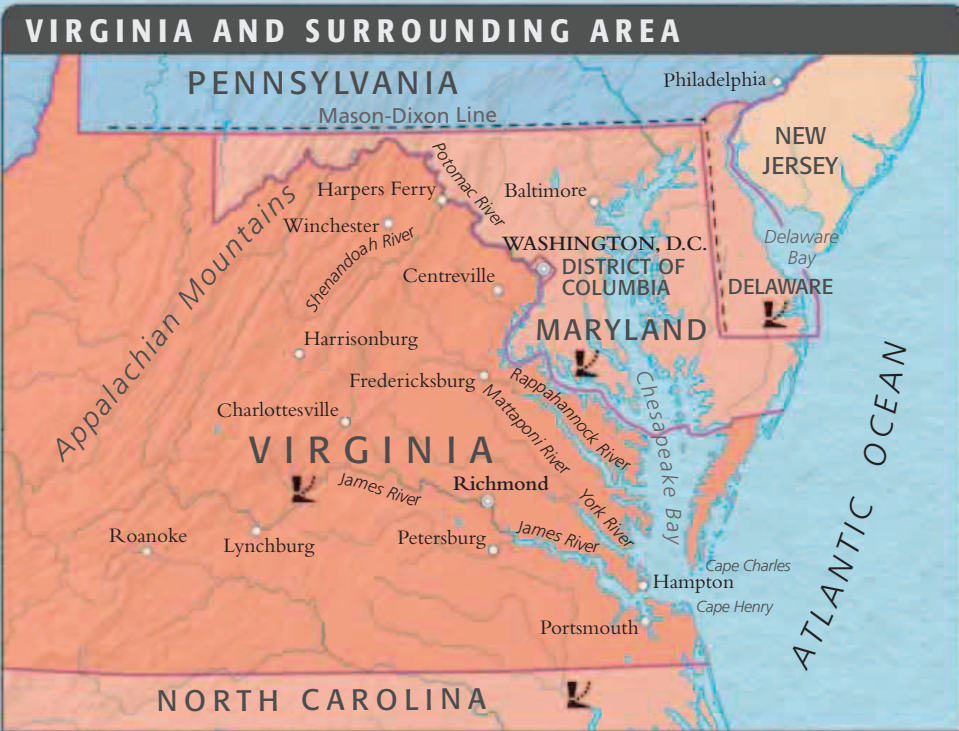 VIRGINIA AND SURROUNDING AREA
PENNSYLVANIA
Philadelphia
Mason-Dixon Line
NEW
JERSEY
Potomac River
Harpers Ferry
Baltimore
Winchester
Shenandoah River
Appalachian Mountains
WASHINGTON, D.C.
DISTRICT OF
COLUMBIA
Delaware
Bay
Centreville
DELAWARE
MARYLAND
Harrisonburg
Fredericksburg
Rappahannock River
Mattaponi River
Chesapeake Bay
Charlottesville
VIRGINIA
ATLANTIC OCEAN
James River
Richmond
York River
Roanoke
Lynchburg
Petersburg
James River
Cape Charles
Hampton
Cape Henry
Portsmouth
NORTH CAROLINA